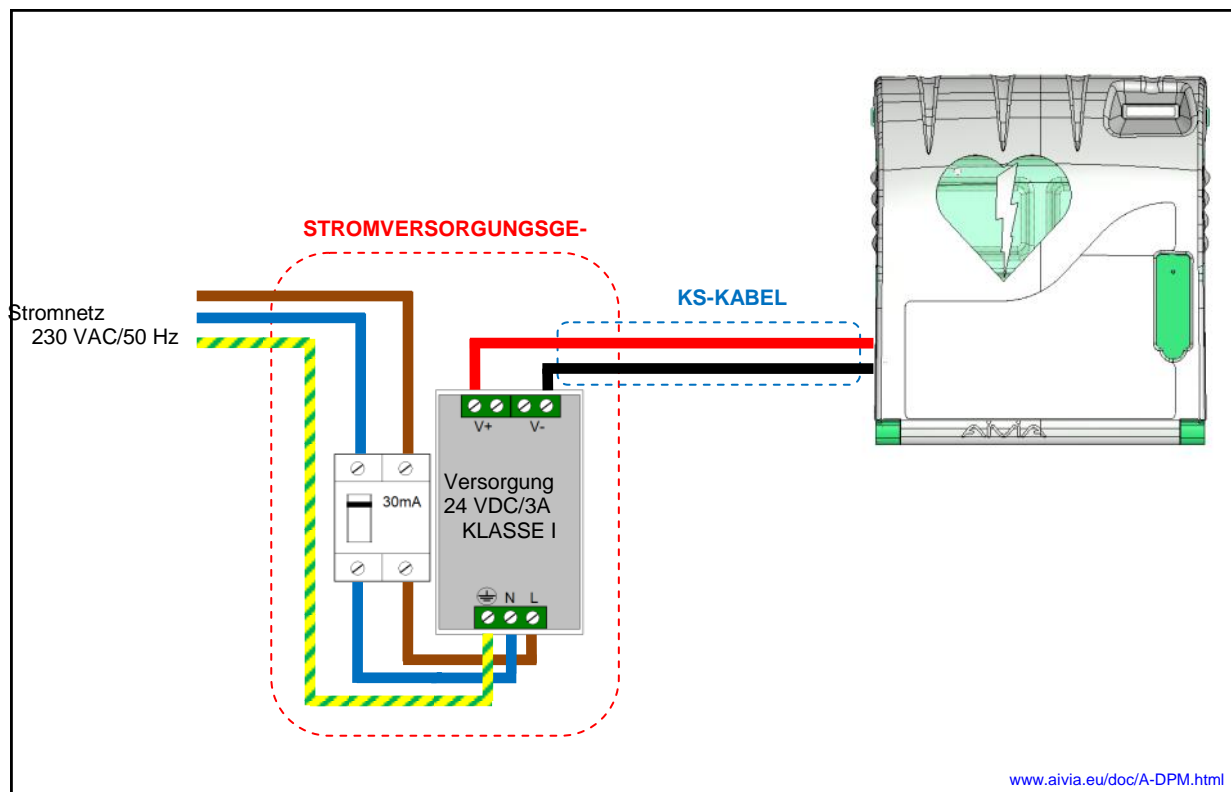 STROMVERSORGUNGSGE-
KS-KABEL
Stromnetz
230 VAC/50 Hz
V+ V-
30mA
Versorgung
24 VDC/3A
KLASSE I
N L
AIVIA
www.aivia.eu/doc/A-DPM.html